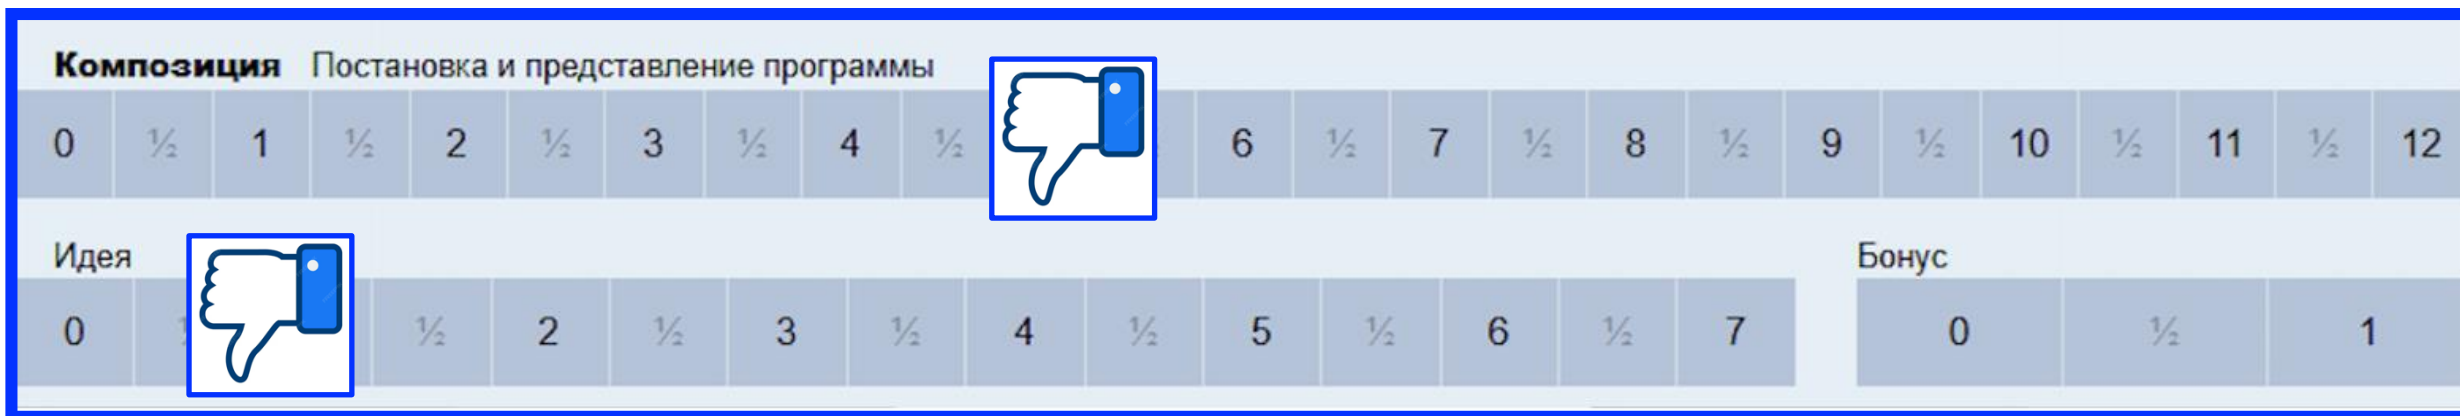 Композиция Постановка и представление программы
0 ½ 1 ½ 2 ½ 3 ½ 4 ½ 6 ½ 7 ½ 8 ½ 9 ½ 10 ½ 11 ½ 12
Идея Бонус
0 ½ 2 ½ 3 ½ 4 ½ 5 ½ 6 ½ 7 0 ½ 1